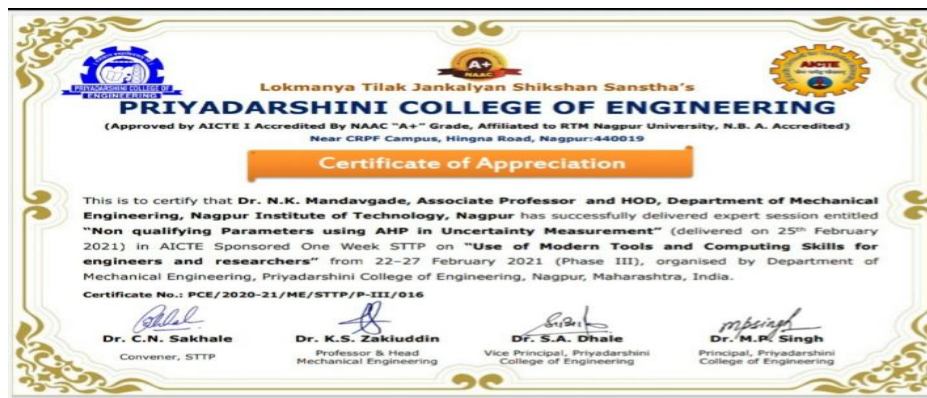 A+
NAAC
AICTE
PRIYADARSHINI COLLEGE OF
ENGINEERING
Lokmanya Tilak Jankalyan Shikshan Sanstha's
PRIYADARSHINI COLLEGE OF ENGINEERING
(Approved by AICTE I Accredited By NAAC "A+" Grade, Affiliated to RTM Nagpur University, N.B. A. Accredited)
Near CRPF Campus, Hingna Road, Nagpur:440019
Certificate of Appreciation
This is to certify that Dr. N.K. Mandavgade, Associate Professor and HOD, Department of Mechanical
Engineering, Nagpur Institute of Technology, Nagpur has successfully delivered expert session entitled
"Non qualifying Parameters using AHP in Uncertainty Measurement" (delivered on 25th February
2021) in AICTE Sponsored One Week STTP on "Use of Modern Tools and Computing Skills for
engineers and researchers" from 22–27 February 2021 (Phase III), organised by Department of
Mechanical Engineering, Priyadarshini College of Engineering, Nagpur, Maharashtra, India.
Certificate No.: PCE/2020-21/ME/STTP/P-III/016
mpsingh
Dr. C.N. Sakhale Dr. K.S. Zakiuddin Dr. S.A. Dhale Dr. M.P. Singh
Convener, STTP Professor & Head Vice Principal, Priyadarshini Principal, Priyadarshini
Mechanical Engineering College of Engineering College of Engineering